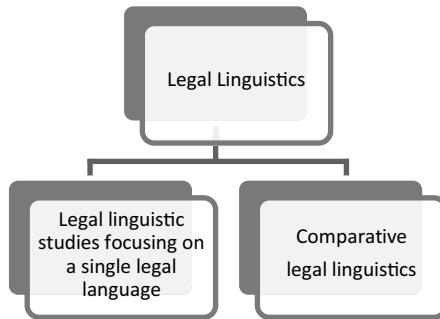 Legal Linguistics
Legal linguistic
studies focusing on
a single legal
language
Comparative
legal linguistics